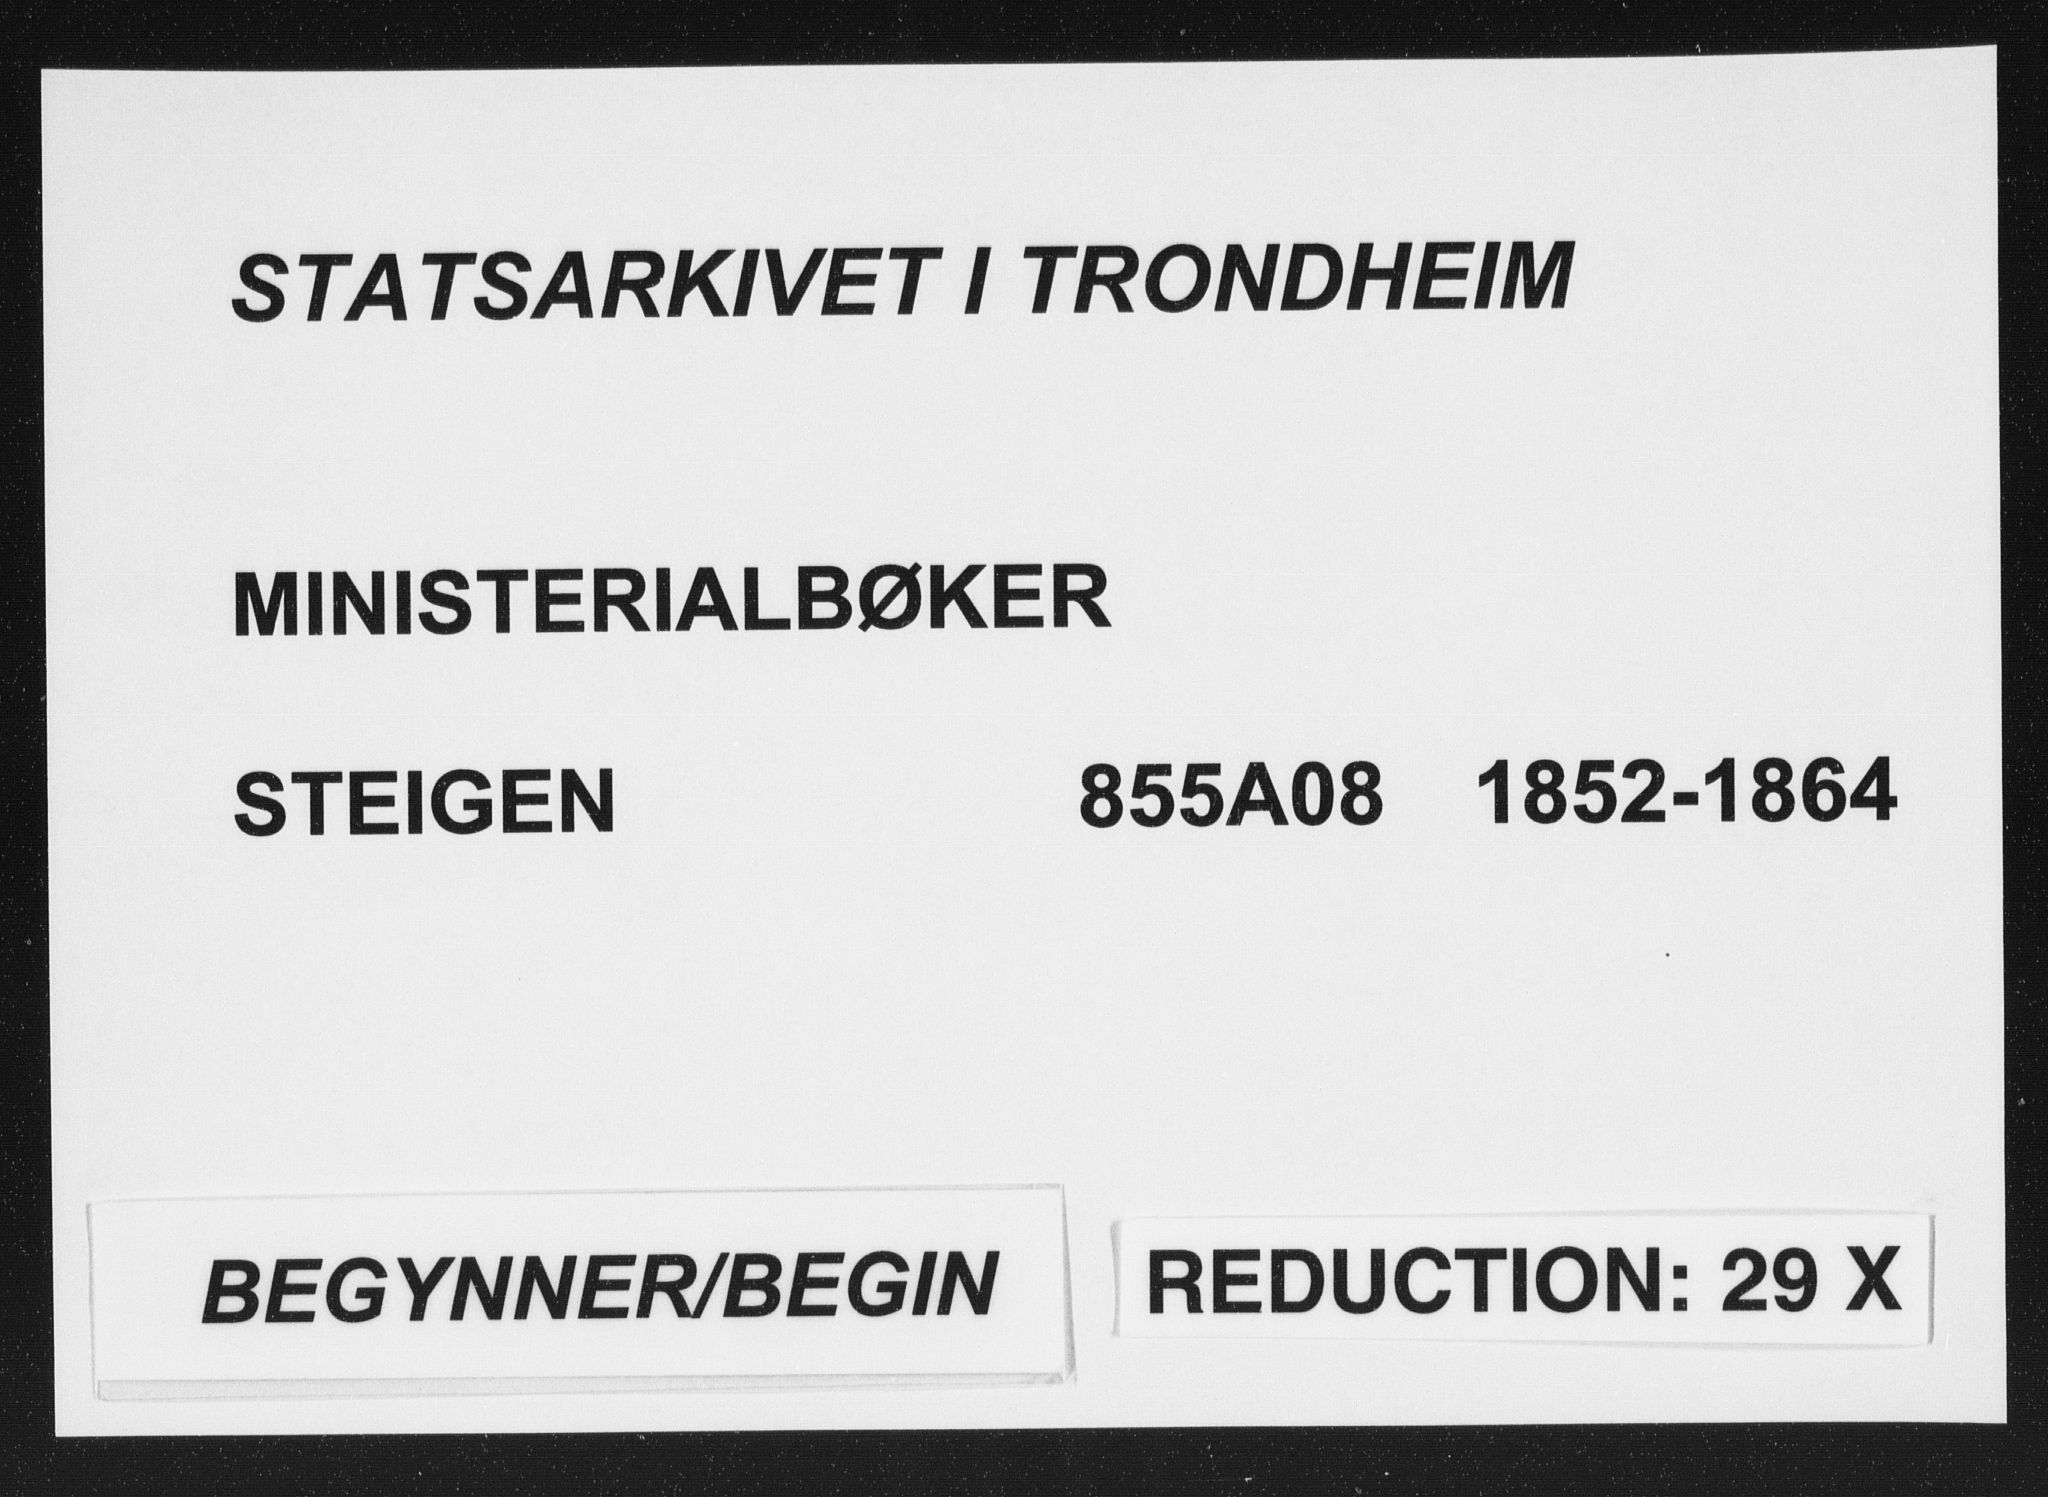 STATSARKIVET I TRONDHEIM
MINISTERIALBØKER
STEIGEN 855A08 1852-1864
BEGYNNER/BEGIN REDUCTION: 29 X